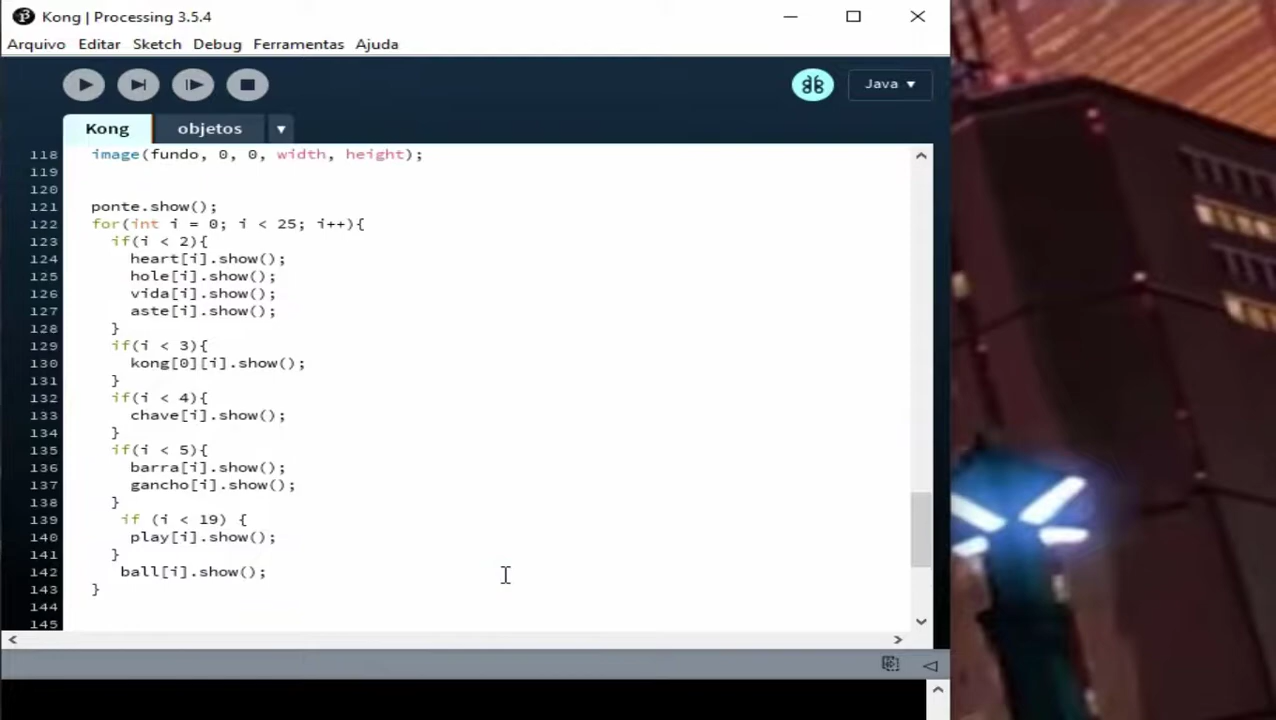 Kong | Processing 3.5.4
Arquivo Editar Sketch Debug Ferramentas Ajuda
Java
Kong objetos
118 image(fundo, 0, 0, width, height);
119
120
121 ponte.show();
122 for(int i = 0; i < 25; i++){
123 if(i < 2){
124 heart[i].show();
125 hole[i].show();
126 vida[i].show();
127 aste[i].show();
128 }
129 if(i < 3){
130 kong[0][i].show();
131 }
132 if(i < 4){
133 chave[i].show();
134 }
135 if(i < 5){
136 barra[i].show();
137 gancho[i].show();
138 }
139 if (i < 19) {
140 play[i].show();
141 }
142 ball[i].show();
143 }
144
145